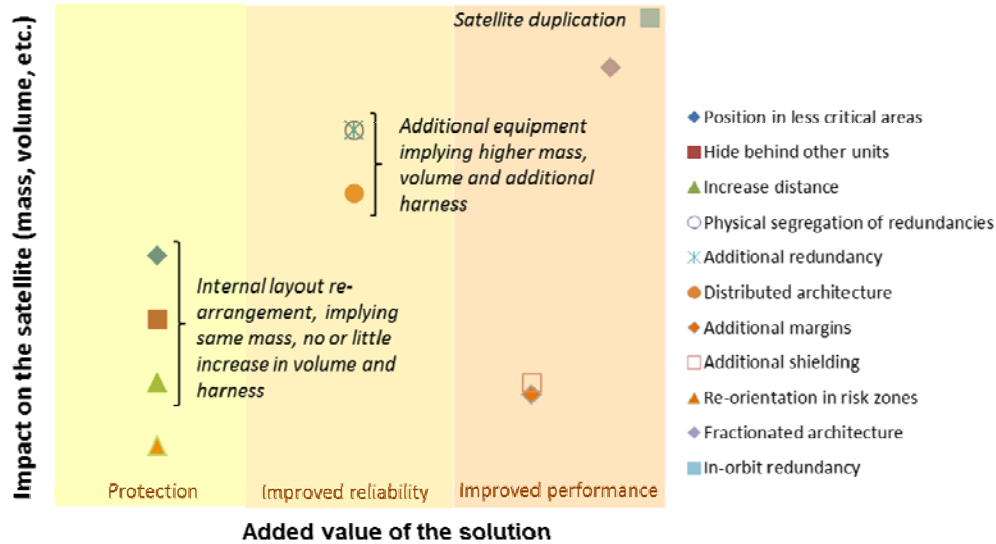 Impact on the satellite (mass, volume, etc.)
Satellite duplication
Additional equipment
implying higher mass,
volume and additional
harness
Internal layout re-
arrangement, implying
same mass, no or little
increase in volume and
harness
Protection
Improved reliability
Improved performance
Added value of the solution
Position in less critical areas
Hide behind other units
Increase distance
Physical segregation of redundancies
Additional redundancy
Distributed architecture
Additional margins
Additional shielding
Re-orientation in risk zones
Fractionated architecture
In-orbit redundancy